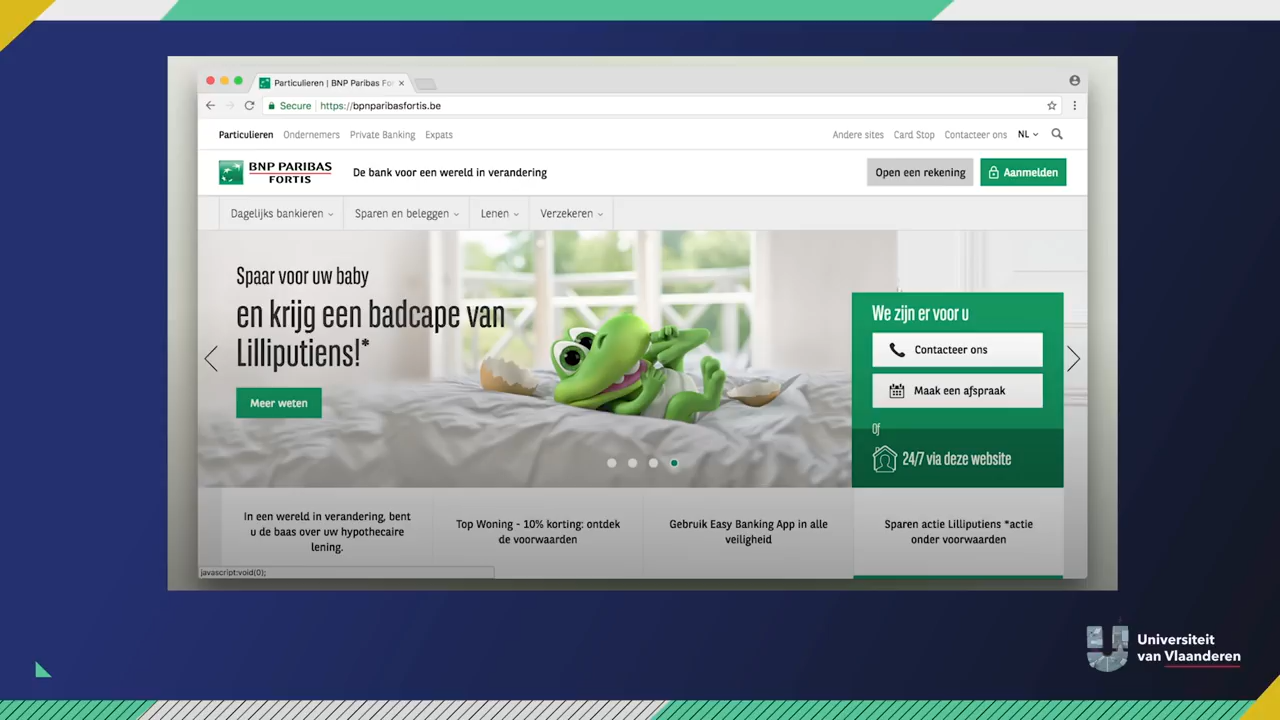 Particulieren | BNP Paribas For
Secure | https://bpnparibasfortis.be
Particulieren Ondernemers Private Banking Expats
Andere sites Card Stop Contacteer ons NL
BNP PARIBAS
FORTIS
De bank voor een wereld in verandering
Open een rekening
Aanmelden
Dagelijks bankieren Sparen en beleggen Lenen Verzekeren
Spaar voor uw baby
en krijg een badcape van
Lilliputiens!*
Meer weten
We zijn er voor u
Contacteer ons
Maak een afspraak
Of
24/7 via deze website
In een wereld in verandering, bent
u de baas over uw hypothecaire
lening.
Top Woning - 10% korting: ontdek
de voorwaarden
Gebruik Easy Banking App in alle
veiligheid
Sparen actie Lilliputiens *actie
onder voorwaarden
javascript:void(0);
Universiteit
van Vlaanderen